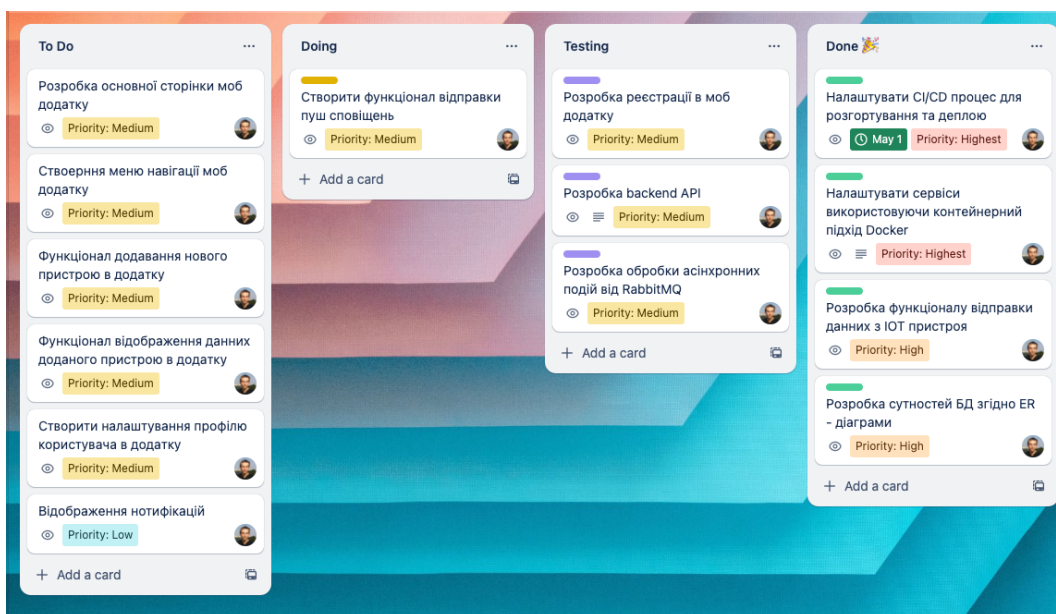 To Do
Розробка основної сторінки моб
додатку
Priority: Medium
Ствоерння меню навігації моб
додатку
Priority: Medium
Функціонал додавання нового
пристрою в додатку
Priority: Medium
Функціонал відображення данних
доданого пристрою в додатку
Priority: Medium
Створити налаштування профілю
користувача в додатку
Priority: Medium
Відображення нотифікацій
Priority: Low
+ Add a card
Doing
Створити функціонал відправки
пуш сповіщень
Priority: Medium
+ Add a card
Testing
Розробка реєстрації в моб
додатку
Priority: Medium
Розробка backend API
Priority: Medium
Розробка обробки асінхронних
подій від RabbitMQ
Priority: Medium
+ Add a card
Done 🎉
Налаштувати CI/CD процес для
розгортування та деплою
May 1 Priority: Highest
Налаштувати сервіси
використовуючи контейнерний
підхід Docker
Priority: Highest
Розробка функціоналу відправки
данних з IOT пристроя
Priority: High
Розробка сутностей БД згідно ER
- діаграми
Priority: High
+ Add a card